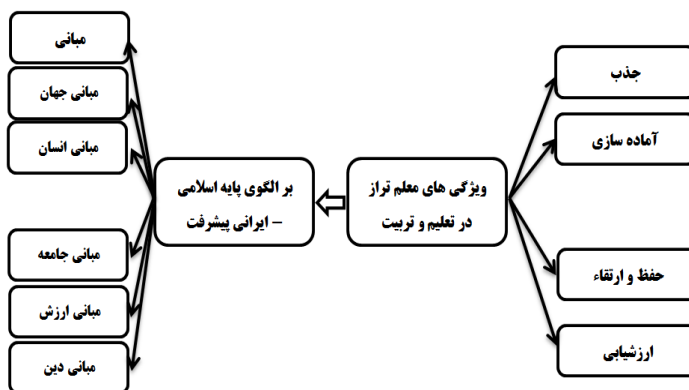 جذب
آماده سازی
حفظ و ارتقاء
ارزشیابی
ویژگی های معلم تراز
در تعلیم و تربیت
بر الگوی پایه اسلامی
– ایرانی پیشرفت
مبانی
مبانی جهان
مبانی انسان
مبانی جامعه
مبانی ارزش
مبانی دین